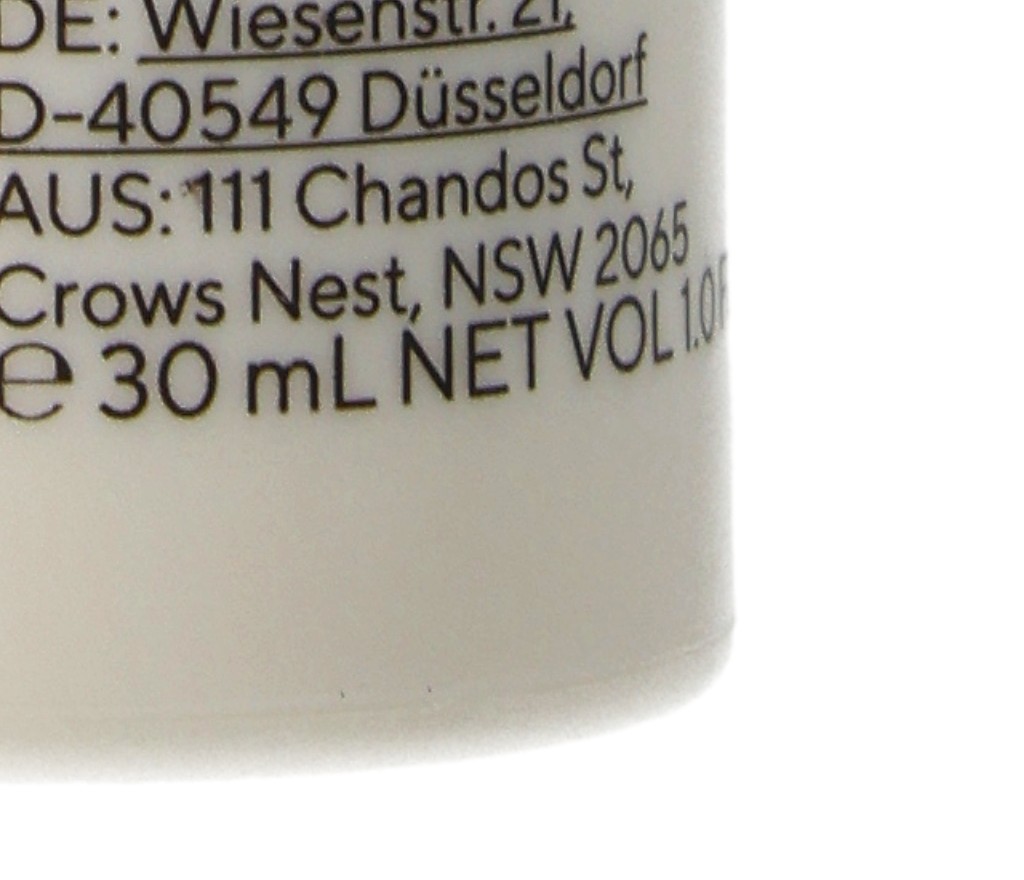 DE: Wiesenstr. 21,
D-40549 Düsseldorf
AUS: 111 Chandos St,
Crows Nest, NSW 2065
℮ 30 mL NET VOL 1.0